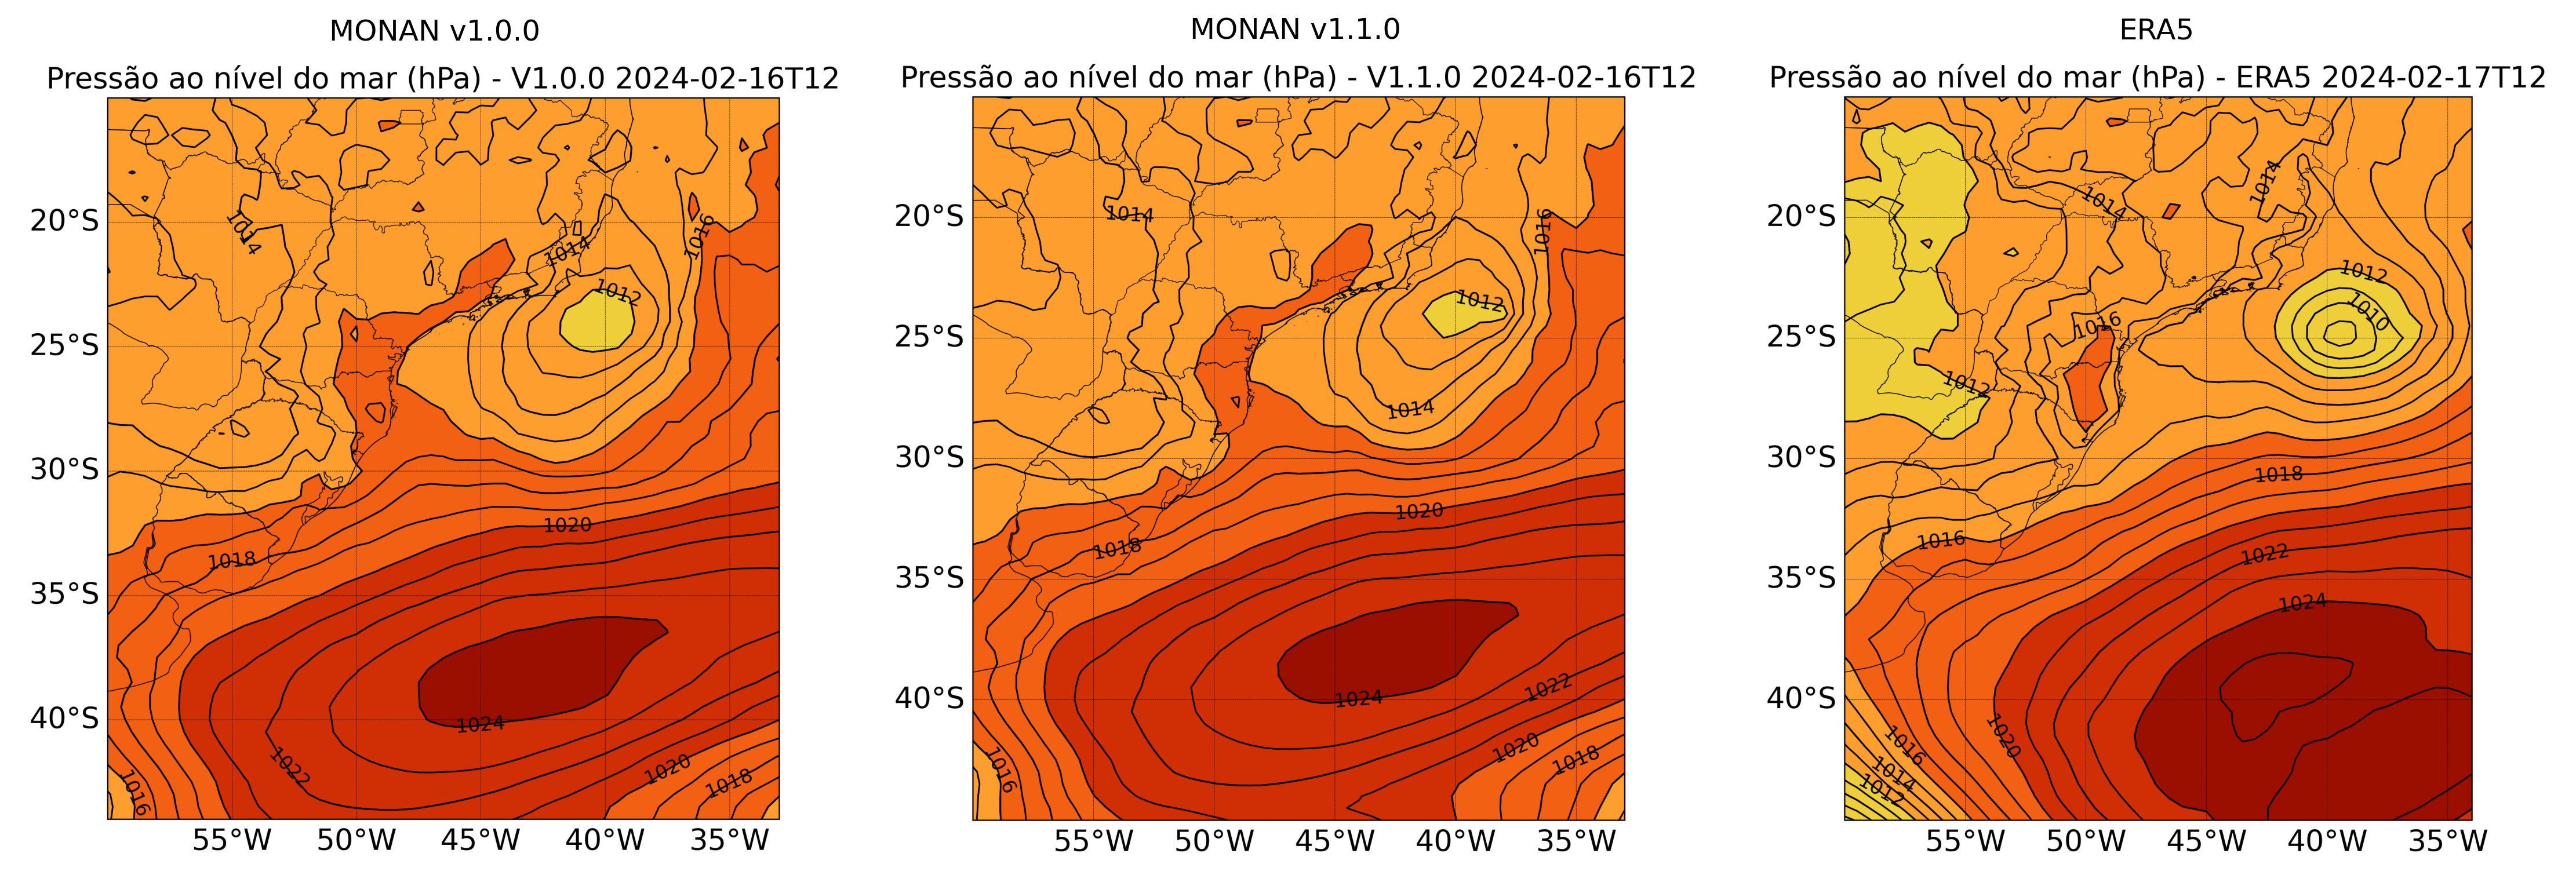 MONAN v1.0.0
Pressão ao nível do mar (hPa) - V1.0.0 2024-02-16T12
20°S
25°S
30°S
35°S
40°S
55°W
50°W
45°W
40°W
35°W
1014
1016
1014
1012
1020
1018
1024
1022
1020
1018
1016
MONAN v1.1.0
Pressão ao nível do mar (hPa) - V1.1.0 2024-02-16T12
20°S
25°S
30°S
35°S
40°S
55°W
50°W
45°W
40°W
35°W
1014
1016
1012
1014
1020
1018
1024
1022
1020
1018
1016
ERA5
Pressão ao nível do mar (hPa) - ERA5 2024-02-17T12
20°S
25°S
30°S
35°S
40°S
55°W
50°W
45°W
40°W
35°W
1014
1014
1012
1010
1016
1012
1018
1016
1022
1024
1020
1016
1014
1012